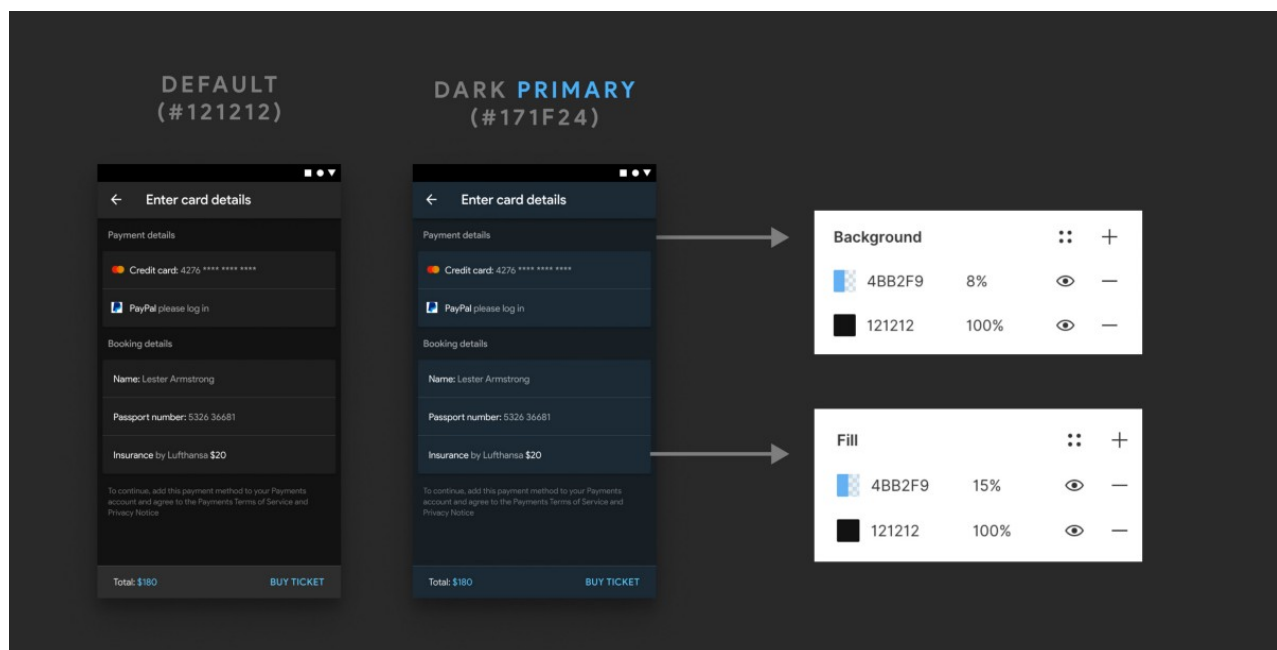 DEFAULT
(#121212)
DARK PRIMARY
(#171F24)
Enter card details
Payment details
Credit card: 4276 **** **** ****
PayPal please log in
Booking details
Name: Lester Armstrong
Passport number: 5326 36681
Insurance by Lufthansa $20
To continue, add this payment method to your Payments
account and agree to the Payments Terms of Service and
Privacy Notice
Total: $180
BUY TICKET
Enter card details
Payment details
Credit card: 4276 **** **** ****
PayPal please log in
Booking details
Name: Lester Armstrong
Passport number: 5326 36681
Insurance by Lufthansa $20
To continue, add this payment method to your Payments
account and agree to the Payments Terms of Service and
Privacy Notice
Total: $180
BUY TICKET
Background
4BB2F9 8%
121212 100%
Fill
4BB2F9 15%
121212 100%